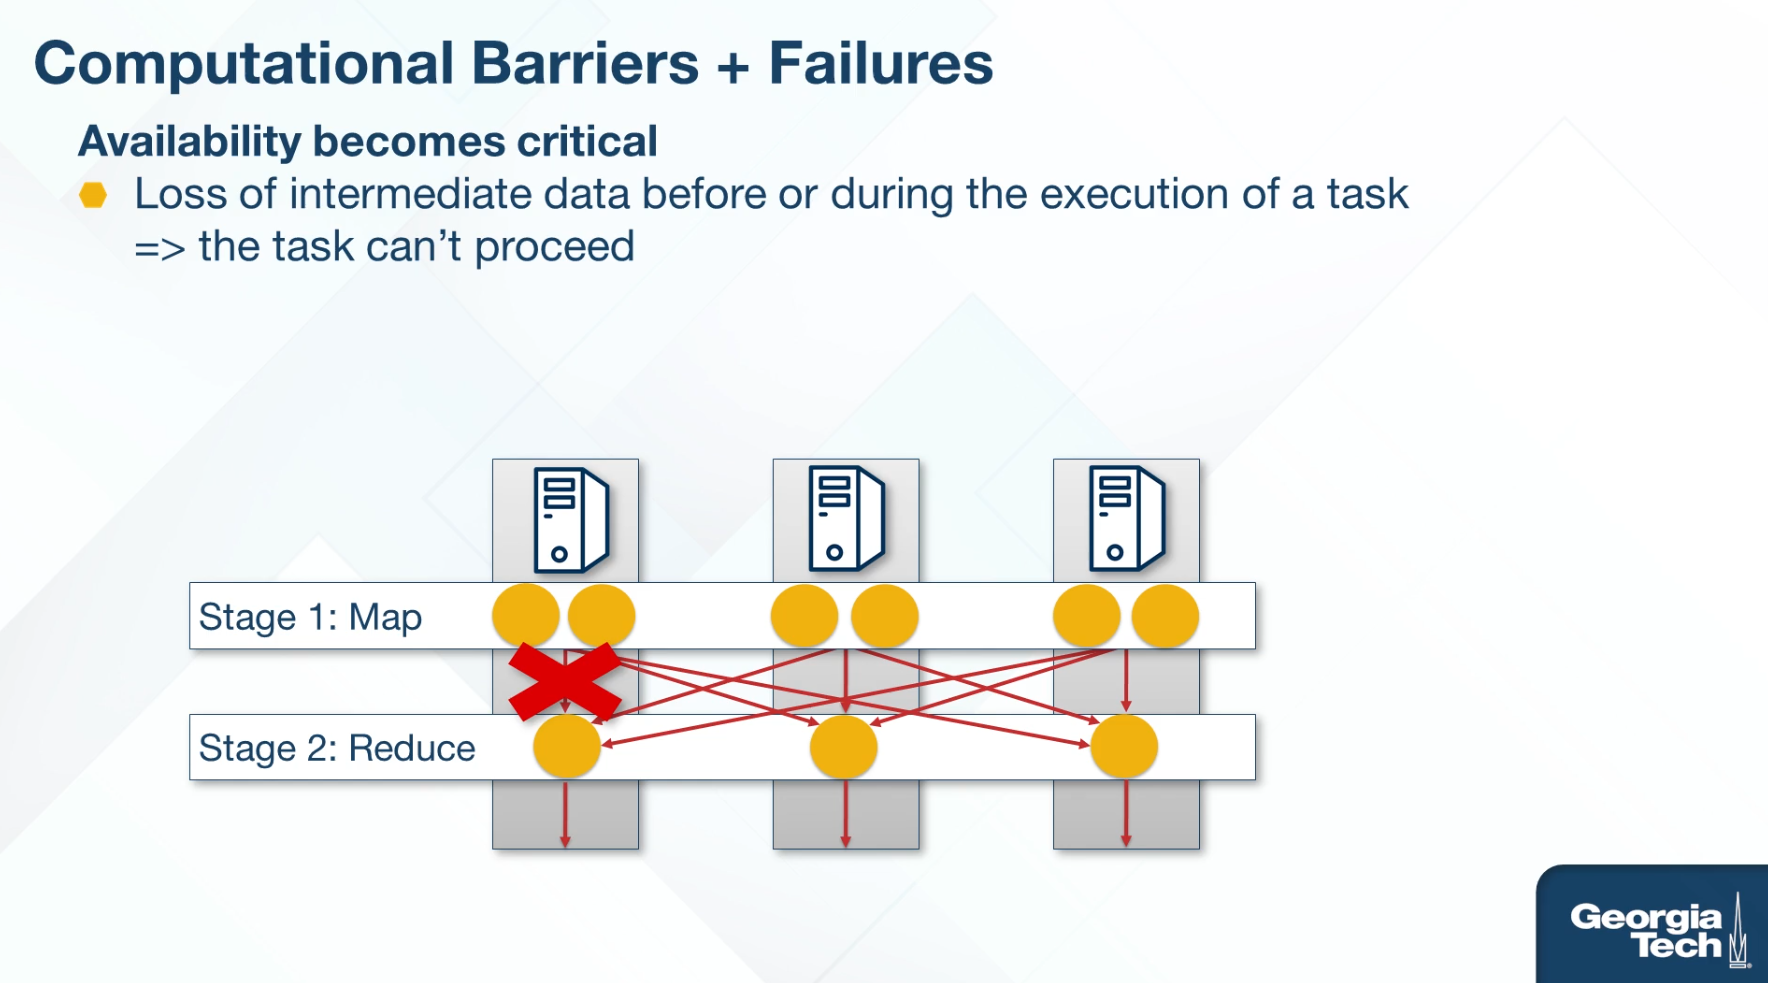 Computational Barriers + Failures
Availability becomes critical
Loss of intermediate data before or during the execution of a task
=> the task can’t proceed
Stage 1: Map
Stage 2: Reduce
Georgia
Tech